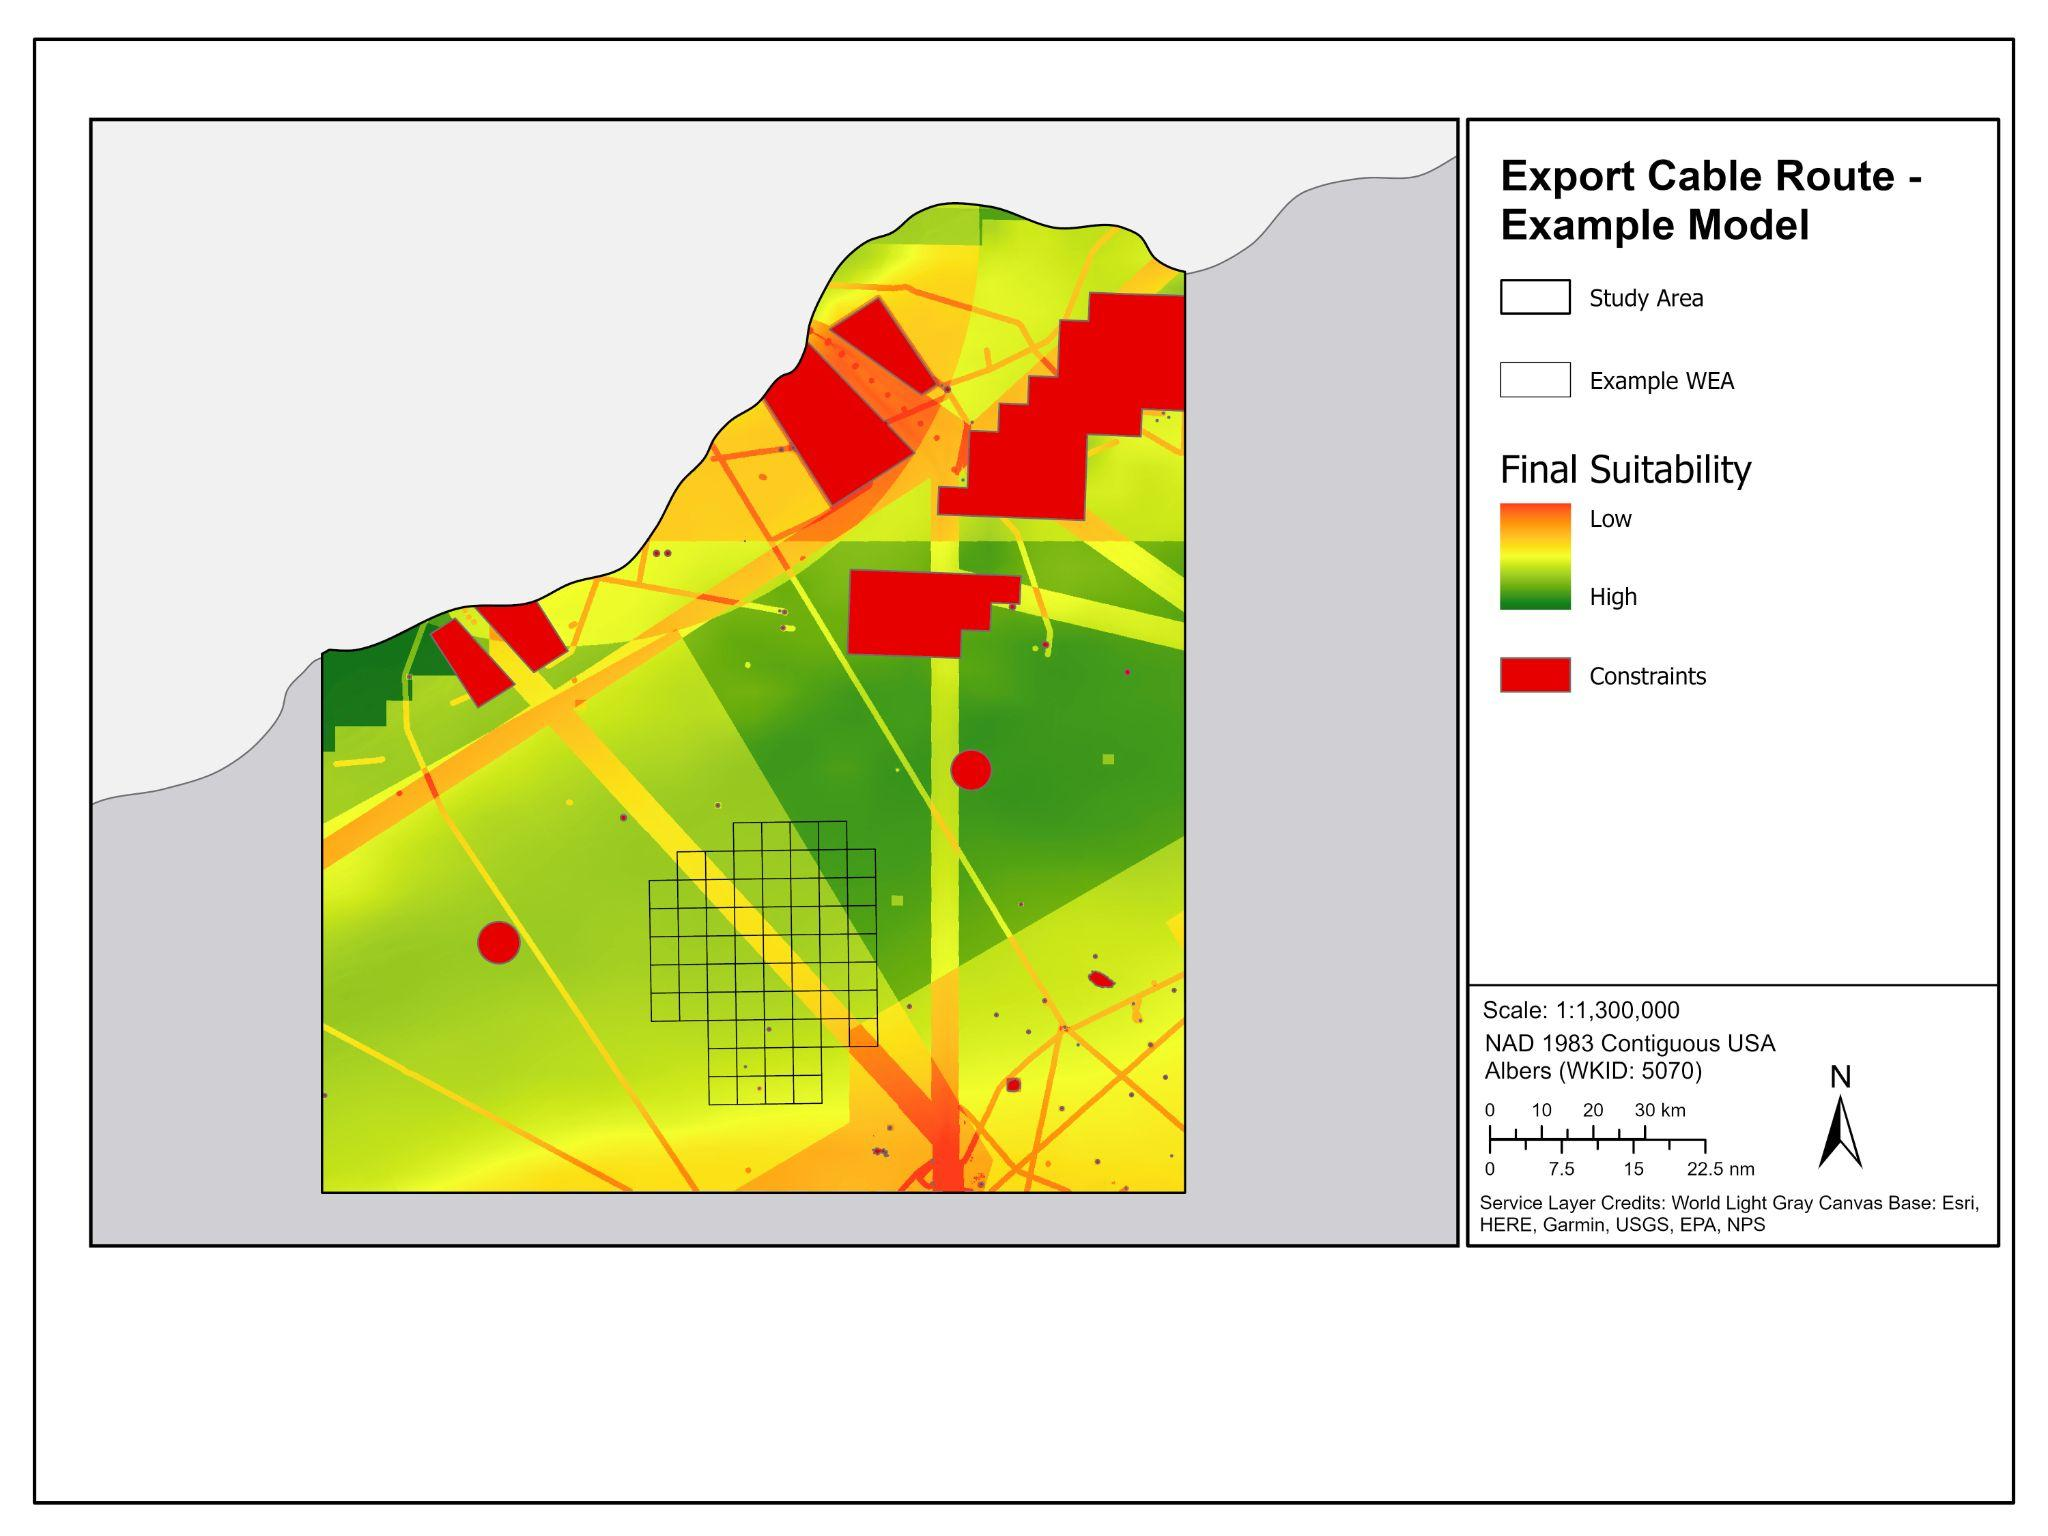 Export Cable Route -
Example Model
Study Area
Example WEA
Final Suitability
Low
High
Constraints
Scale: 1:1,300,000
NAD 1983 Contiguous USA
Albers (WKID: 5070)
N
0 10 20 30 km
0 7.5 15 22.5 nm
Service Layer Credits: World Light Gray Canvas Base: Esri,
HERE, Garmin, USGS, EPA, NPS